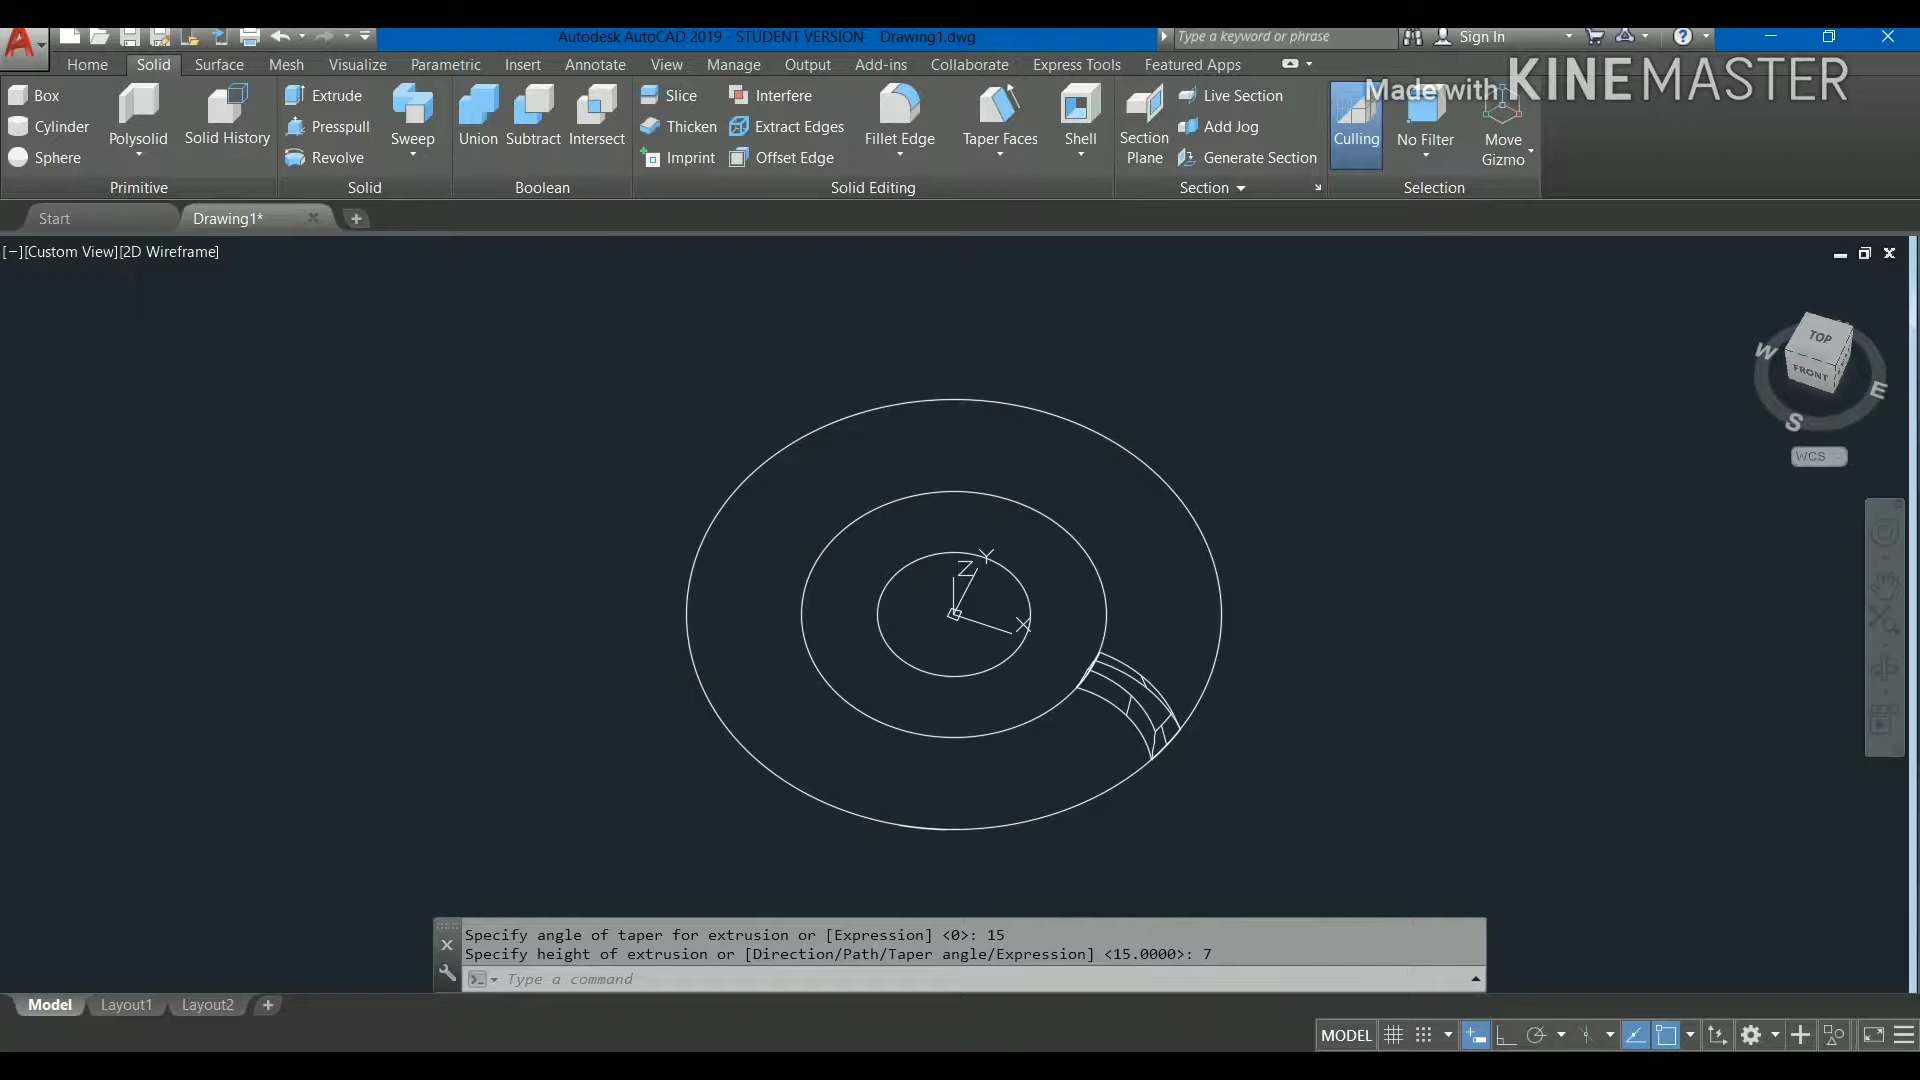 Autodesk AutoCAD 2019 - STUDENT VERSION Drawing1.dwg
Type a keyword or phrase
Sign In
Home Solid Surface Mesh Visualize Parametric Insert Annotate View Manage Output Add-ins Collaborate Express Tools Featured Apps
Made with KINEMASTER
Box
Cylinder
Sphere
Polysolid
Solid History
Primitive
Extrude
Presspull
Revolve
Sweep
Solid
Union
Subtract
Intersect
Boolean
Slice
Thicken
Imprint
Interfere
Extract Edges
Offset Edge
Fillet Edge
Taper Faces
Shell
Solid Editing
Section
Plane
Live Section
Add Jog
Generate Section
Section
Culling
No Filter
Move
Gizmo
Selection
Start
Drawing1*
[−][Custom View][2D Wireframe]
TOP
FRONT
W
E
S
WCS
Y
Z
X
Specify angle of taper for extrusion or [Expression] <0>: 15
Specify height of extrusion or [Direction/Path/Taper angle/Expression] <15.0000>: 7
Type a command
Model Layout1 Layout2
MODEL